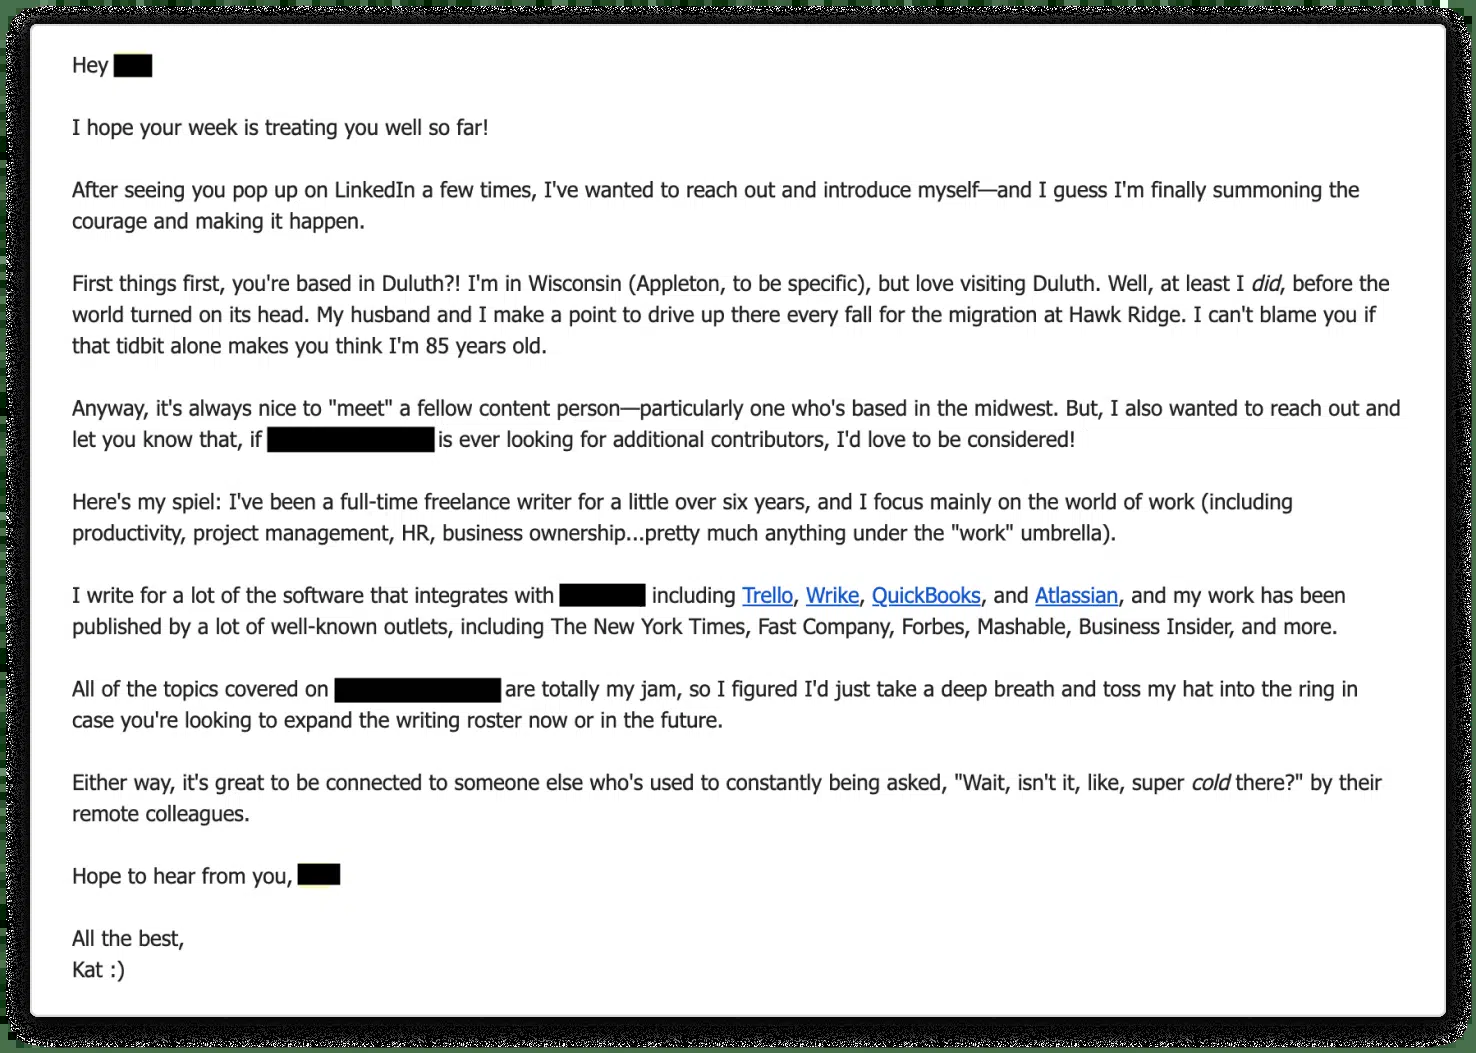 Hey
I hope your week is treating you well so far!
After seeing you pop up on LinkedIn a few times, I've wanted to reach out and introduce myself—and I guess I'm finally summoning the
courage and making it happen.
First things first, you're based in Duluth?! I'm in Wisconsin (Appleton, to be specific), but love visiting Duluth. Well, at least I did, before the
world turned on its head. My husband and I make a point to drive up there every fall for the migration at Hawk Ridge. I can't blame you if
that tidbit alone makes you think I'm 85 years old.
Anyway, it's always nice to "meet" a fellow content person—particularly one who's based in the midwest. But, I also wanted to reach out and
let you know that, if is ever looking for additional contributors, I'd love to be considered!
Here's my spiel: I've been a full-time freelance writer for a little over six years, and I focus mainly on the world of work (including
productivity, project management, HR, business ownership...pretty much anything under the "work" umbrella).
I write for a lot of the software that integrates with including Trello, Wrike, QuickBooks, and Atlassian, and my work has been
published by a lot of well-known outlets, including The New York Times, Fast Company, Forbes, Mashable, Business Insider, and more.
All of the topics covered on are totally my jam, so I figured I'd just take a deep breath and toss my hat into the ring in
case you're looking to expand the writing roster now or in the future.
Either way, it's great to be connected to someone else who's used to constantly being asked, "Wait, isn't it, like, super cold there?" by their
remote colleagues.
Hope to hear from you,
All the best,
Kat :)